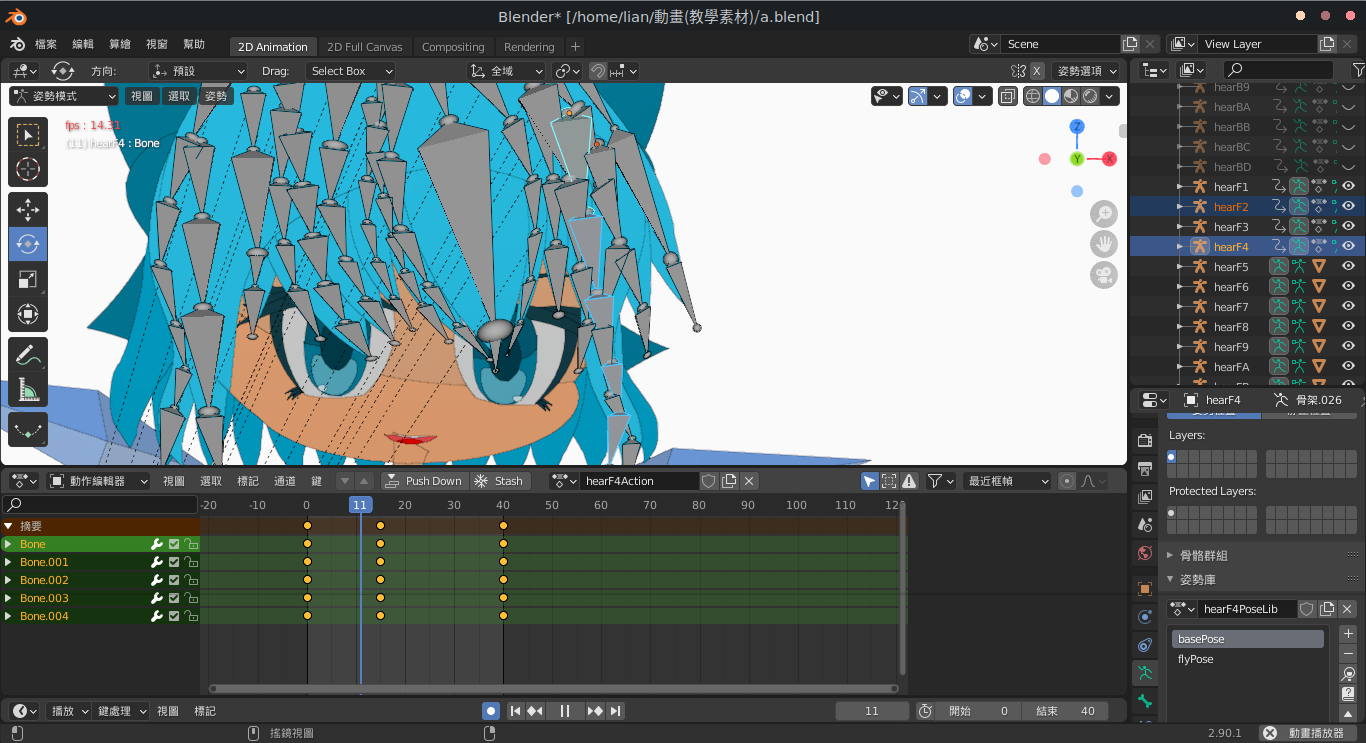 Blender* [/home/lian/動畫(教學素材)/a.blend]
檔案 編輯 算繪 視窗 幫助 2D Animation 2D Full Canvas Compositing Rendering + Scene View Layer
方向: 預設 Drag: Select Box 全域 X 姿勢選項
姿勢模式 視圖 選取 姿勢
fps : 14.31
(11) hearF4 : Bone
Z
Y
X
hearB9
hearBA
hearBB
hearBC
hearBD
hearF1
hearF2
hearF3
hearF4
hearF5
hearF6
hearF7
hearF8
hearF9
hearFA
hearF4 骨架.026
Layers:
Protected Layers:
骨骼群組
姿勢庫
hearF4PoseLib
basePose
flyPose
動作編輯器 視圖 選取 標記 通道 鍵 Push Down Stash hearF4Action 最近框幀
-20 -10 0 11 20 30 40 50 60 70 80 90 100 110 120
摘要
Bone
Bone.001
Bone.002
Bone.003
Bone.004
播放 鍵處理 視圖 標記 11 開始 0 結束 40
搖鏡視圖 2.90.1 動畫播放器